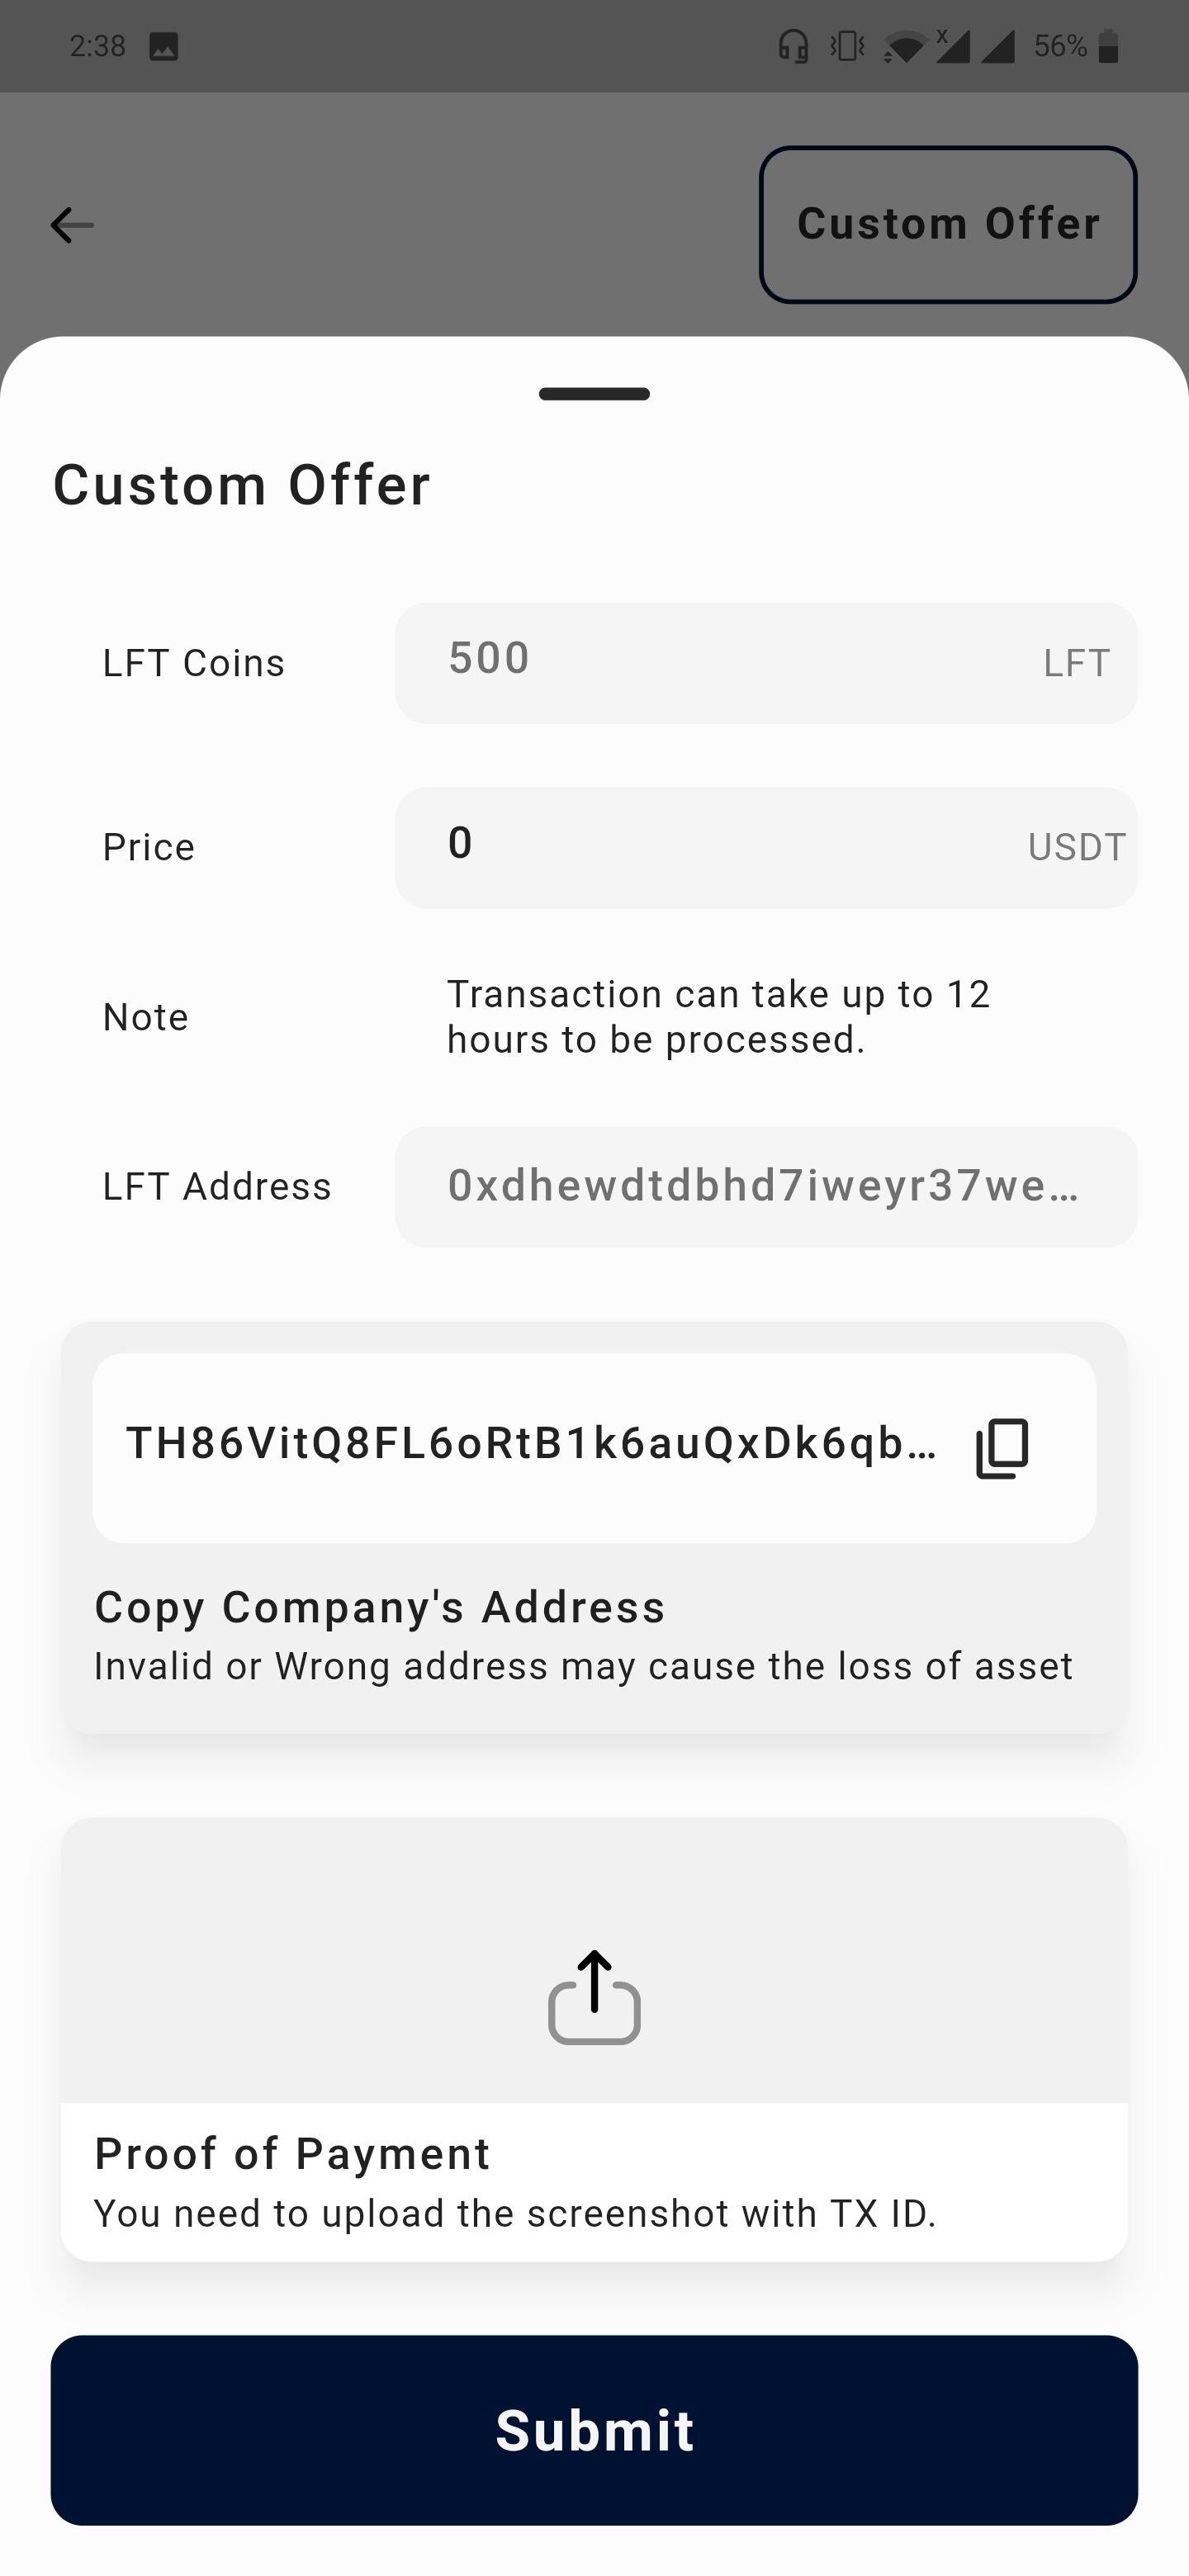 2:38
x
56%
Custom Offer
Custom Offer
LFT Coins
500
LFT
Price
0
USDT
Note
Transaction can take up to 12
hours to be processed.
LFT Address
0xdhewdtdbhd7iweyr37we...
TH86VitQ8FL6oRtB1k6auQxDk6qb...
Copy Company's Address
Invalid or Wrong address may cause the loss of asset
Proof of Payment
You need to upload the screenshot with TX ID.
Submit